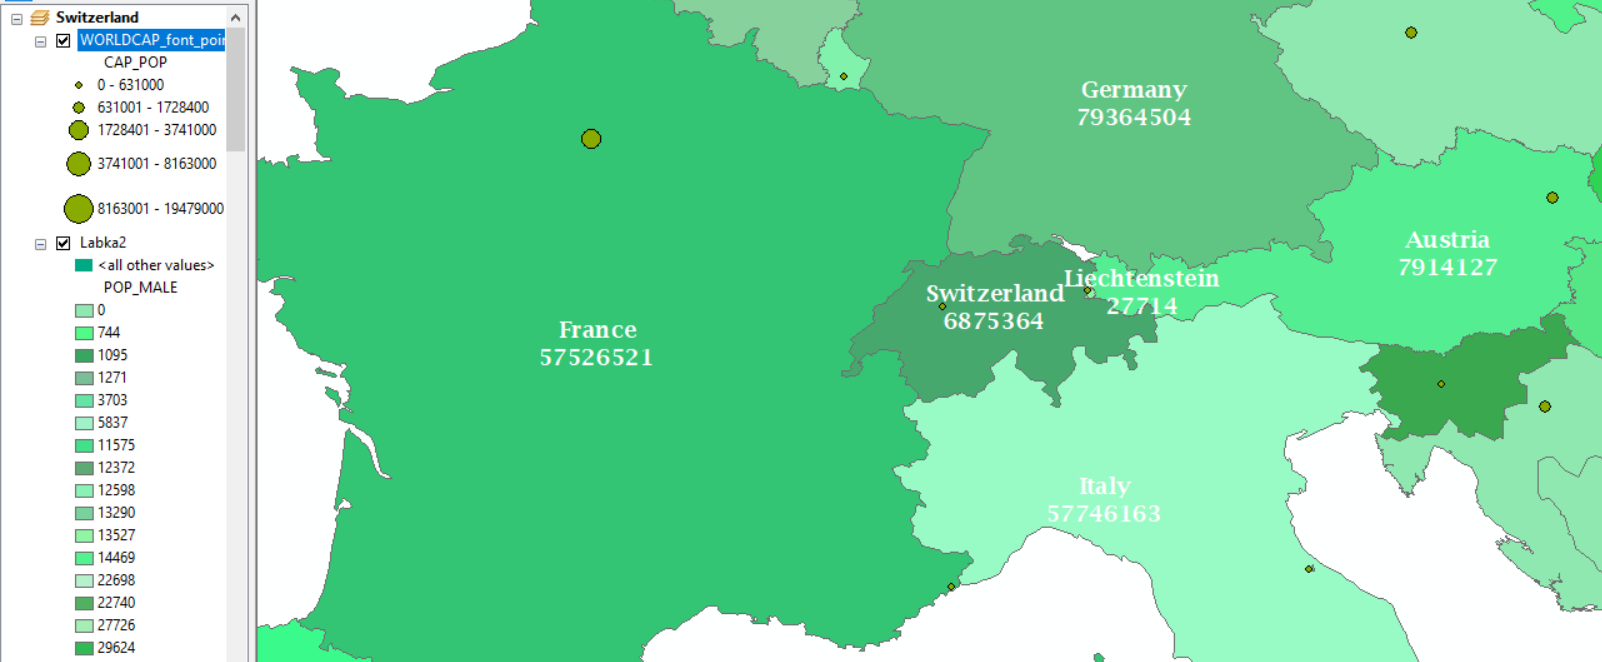 Switzerland
WORLDCAP_font_poin
CAP_POP
0 - 631000
631001 - 1728400
1728401 - 3741000
3741001 - 8163000
8163001 - 19479000
Labka2
<all other values>
POP_MALE
0
744
1095
1271
3703
5837
11575
12372
12598
13290
13527
14469
22698
22740
27726
29624
Germany
79364504
Austria
7914127
Liechtenstein
27714
Switzerland
6875364
France
57526521
Italy
57746163